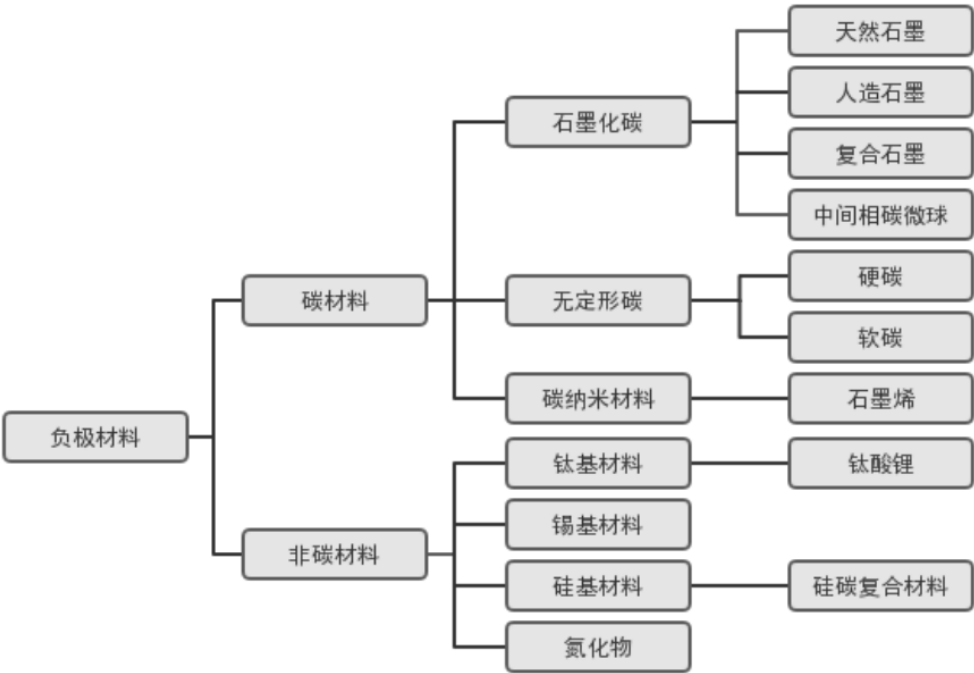 天然石墨
人造石墨
石墨化碳
复合石墨
中间相碳微球
硬碳
碳材料
无定形碳
软碳
碳纳米材料
石墨烯
负极材料
钛基材料
钛酸锂
锡基材料
非碳材料
硅基材料
硅碳复合材料
氮化物